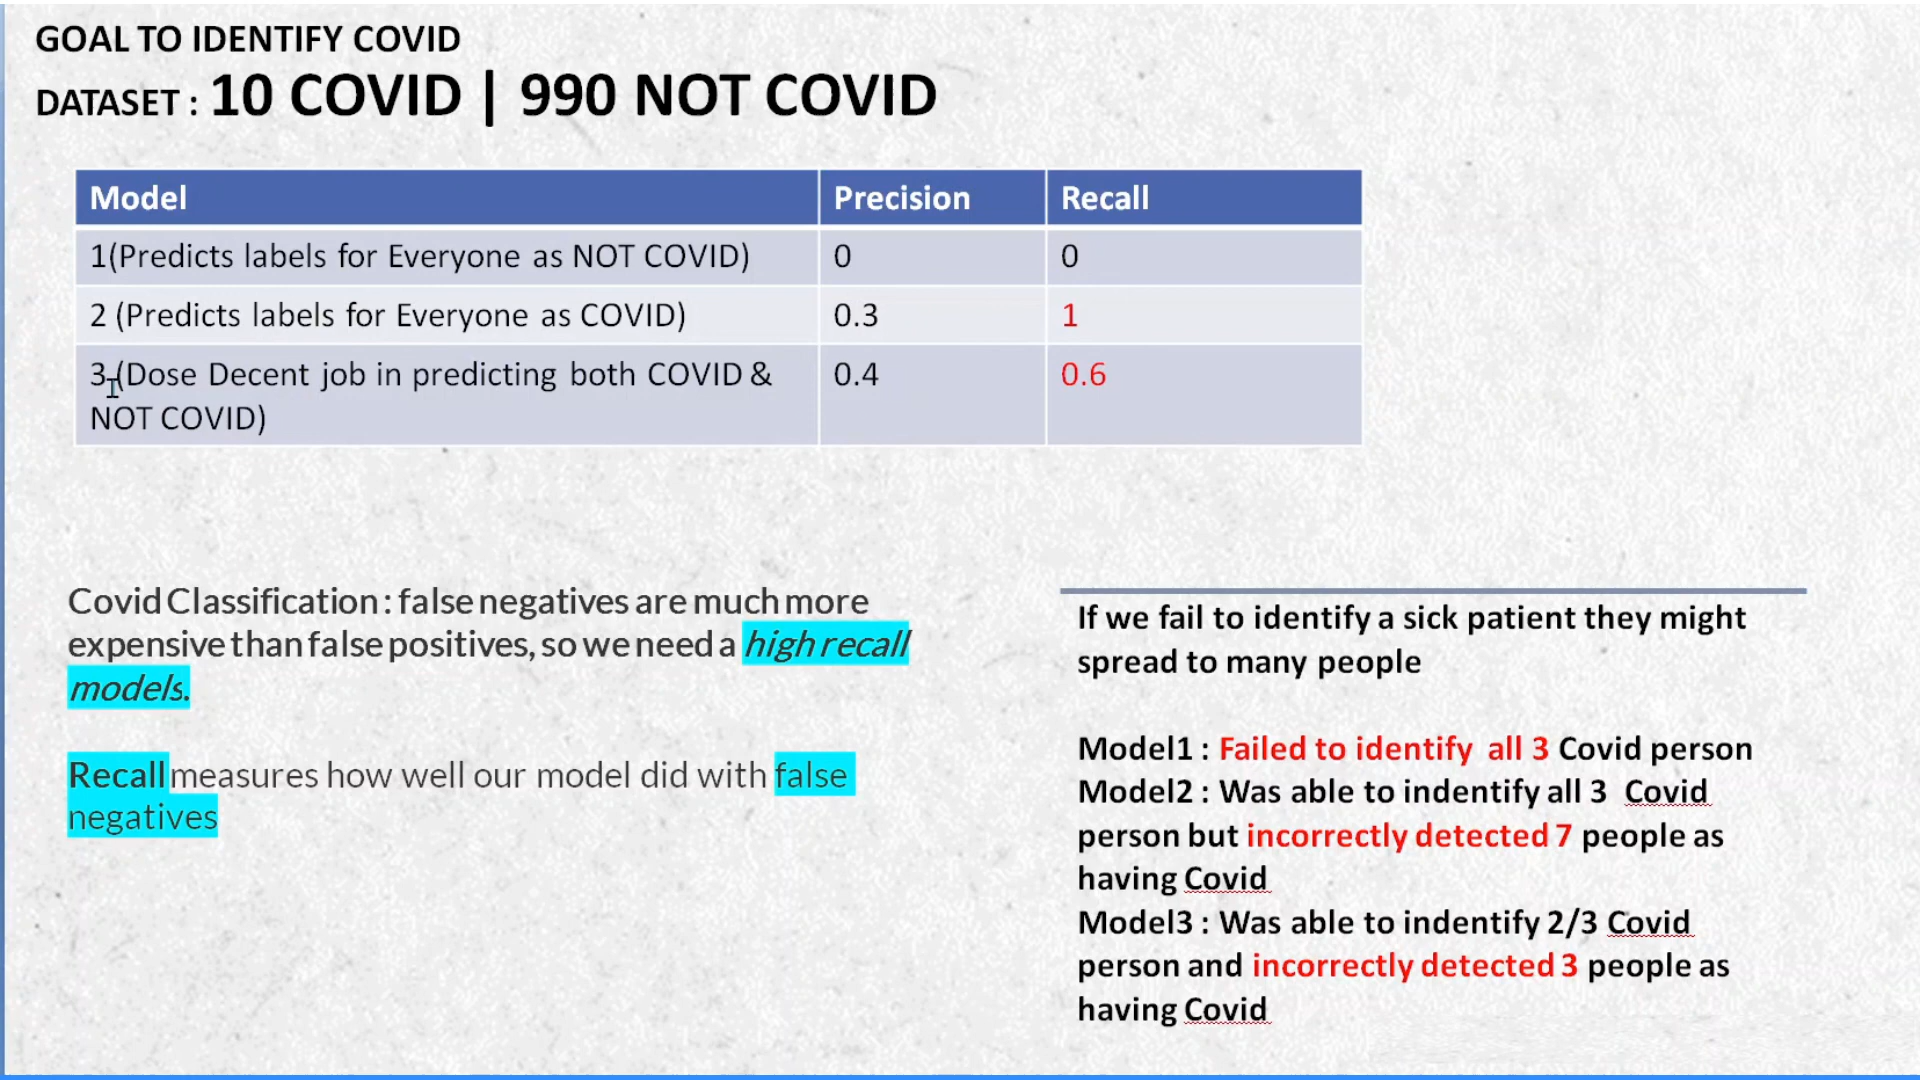 GOAL TO IDENTIFY COVID
DATASET : 10 COVID | 990 NOT COVID
Model Precision Recall
1(Predicts labels for Everyone as NOT COVID) 0 0
2 (Predicts labels for Everyone as COVID) 0.3 1
3 (Dose Decent job in predicting both COVID & 0.4 0.6
NOT COVID)
Covid Classification : false negatives are much more
expensive than false positives, so we need a high recall
models.
Recall measures how well our model did with false
negatives
If we fail to identify a sick patient they might
spread to many people
Model1 : Failed to identify all 3 Covid person
Model2 : Was able to indentify all 3 Covid
person but incorrectly detected 7 people as
having Covid
Model3 : Was able to indentify 2/3 Covid
person and incorrectly detected 3 people as
having Covid